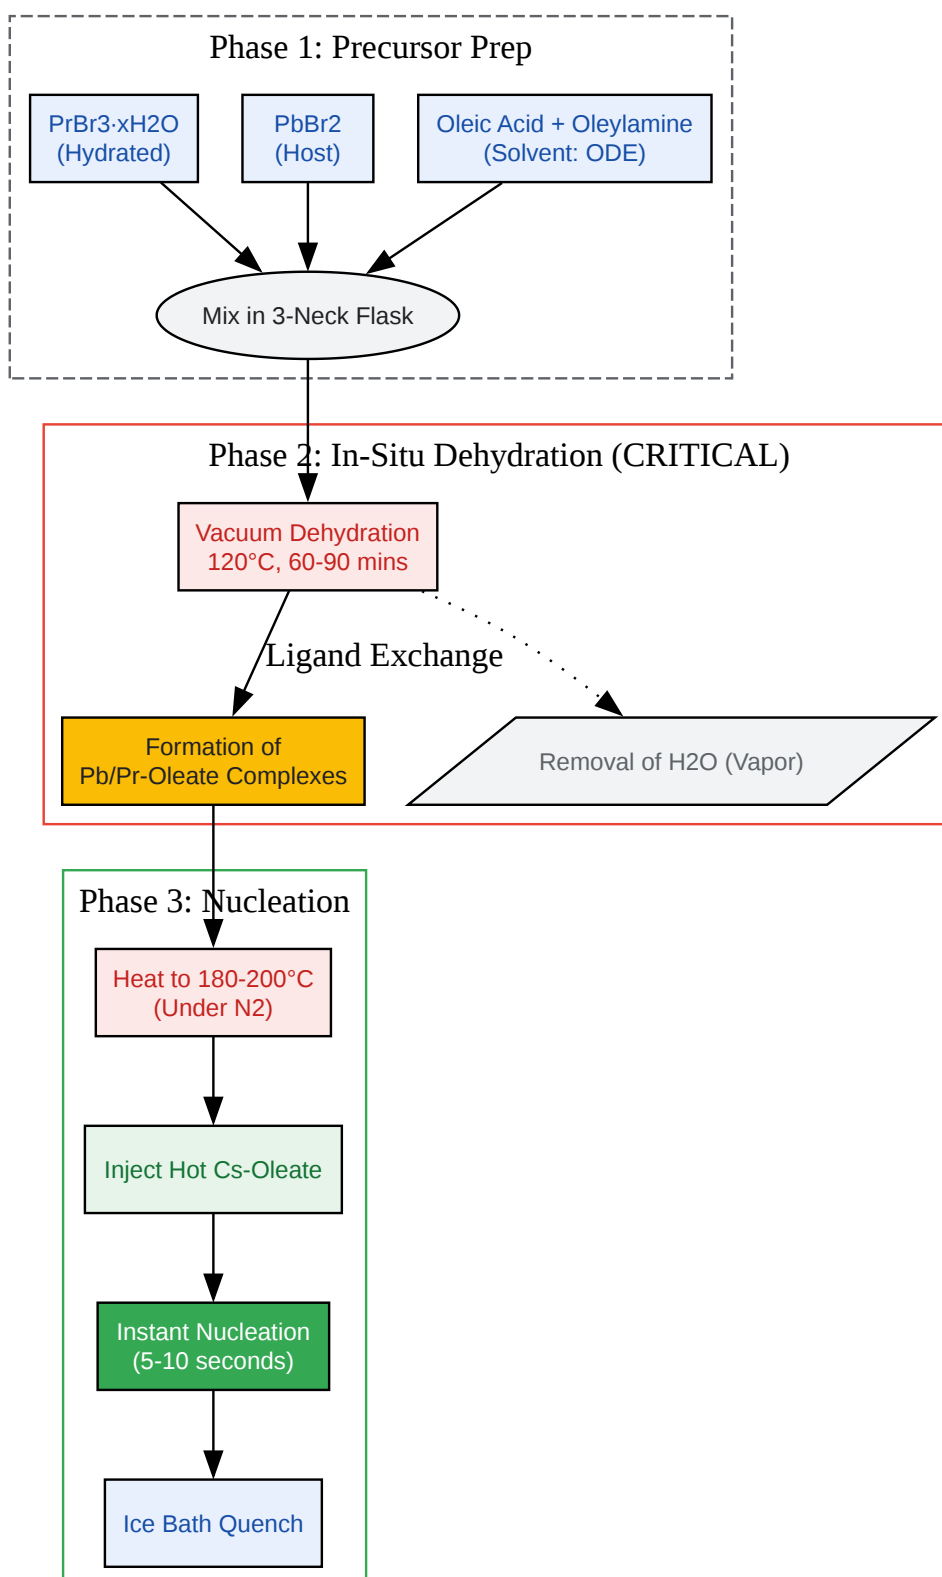 Phase 1: Precursor Prep
PrBr3·xH2O
(Hydrated)
PbBr2
(Host)
Oleic Acid + Oleylamine
(Solvent: ODE)
Mix in 3-Neck Flask
Phase 2: In-Situ Dehydration (CRITICAL)
Vacuum Dehydration
120°C, 60-90 mins
Ligand Exchange
Formation of
Pb/Pr-Oleate Complexes
Removal of H2O (Vapor)
Phase 3: Nucleation
Heat to 180-200°C
(Under N2)
Inject Hot Cs-Oleate
Instant Nucleation
(5-10 seconds)
Ice Bath Quench